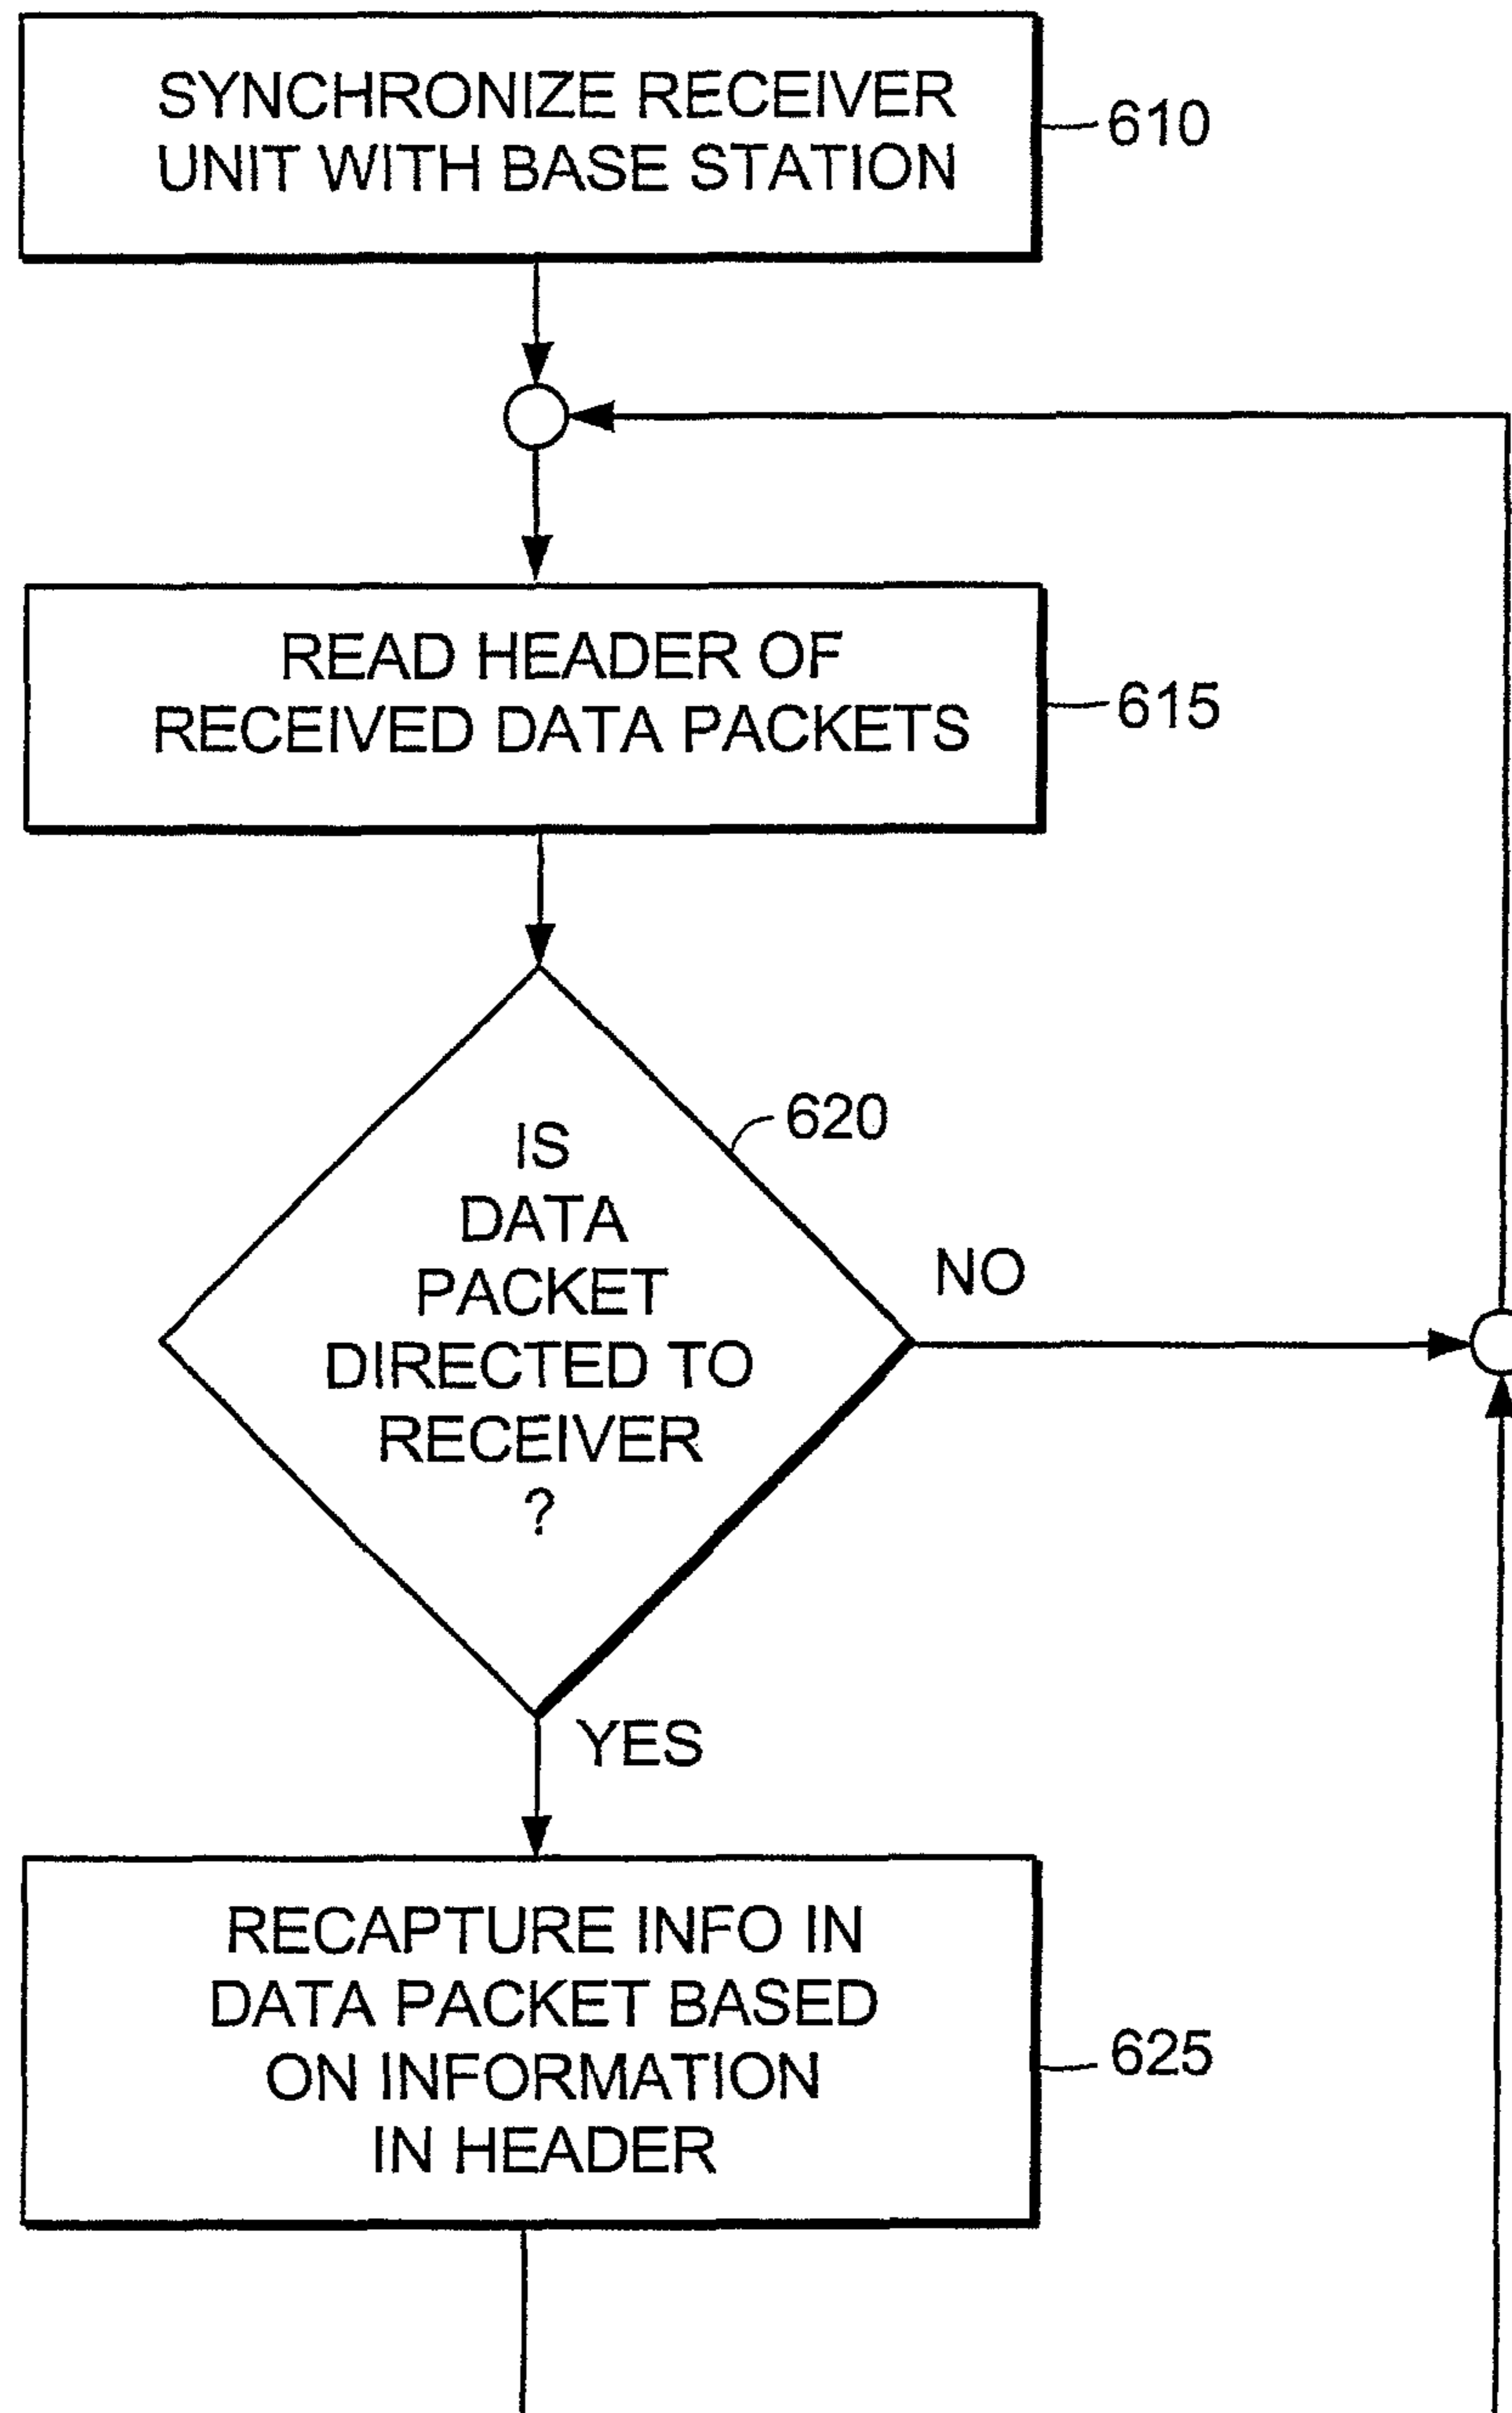 SYNCHRONIZE RECEIVER
UNIT WITH BASE STATION
610
READ HEADER OF
RECEIVED DATA PACKETS
615
620
IS
DATA
PACKET
DIRECTED TO
RECEIVER
?
NO
YES
RECAPTURE INFO IN
DATA PACKET BASED
ON INFORMATION
IN HEADER
625